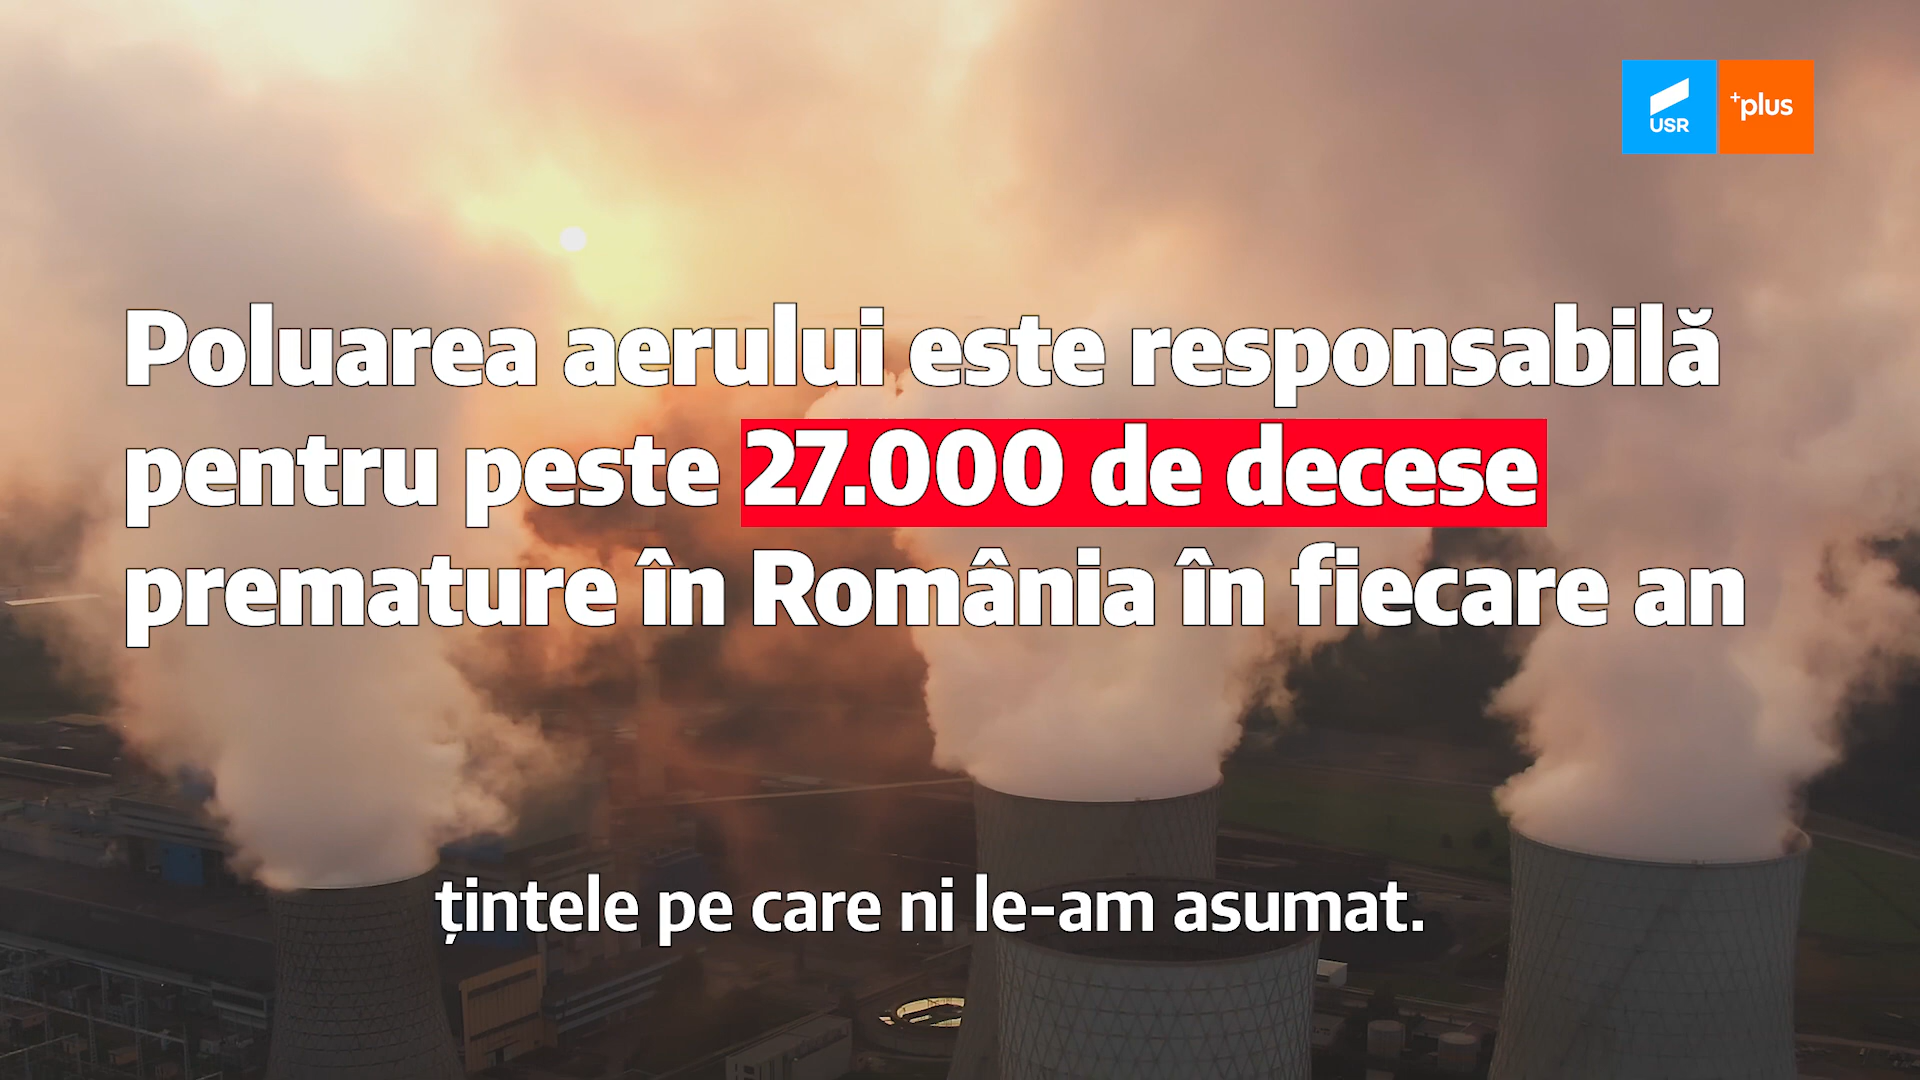 USR
+plus
Poluarea aerului este responsabilă
pentru peste 27.000 de decese
premature în România în fiecare an
țintele pe care ni le-am asumat.